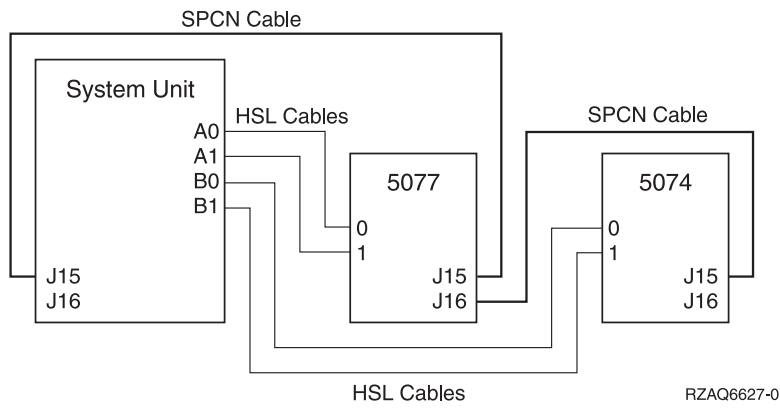 SPCN Cable
System Unit
HSL Cables
SPCN Cable
A0
A1
B0
B1
5077
5074
0
1
0
1
J15
J16
J15
J16
J15
J16
HSL Cables
RZAQ6627-0